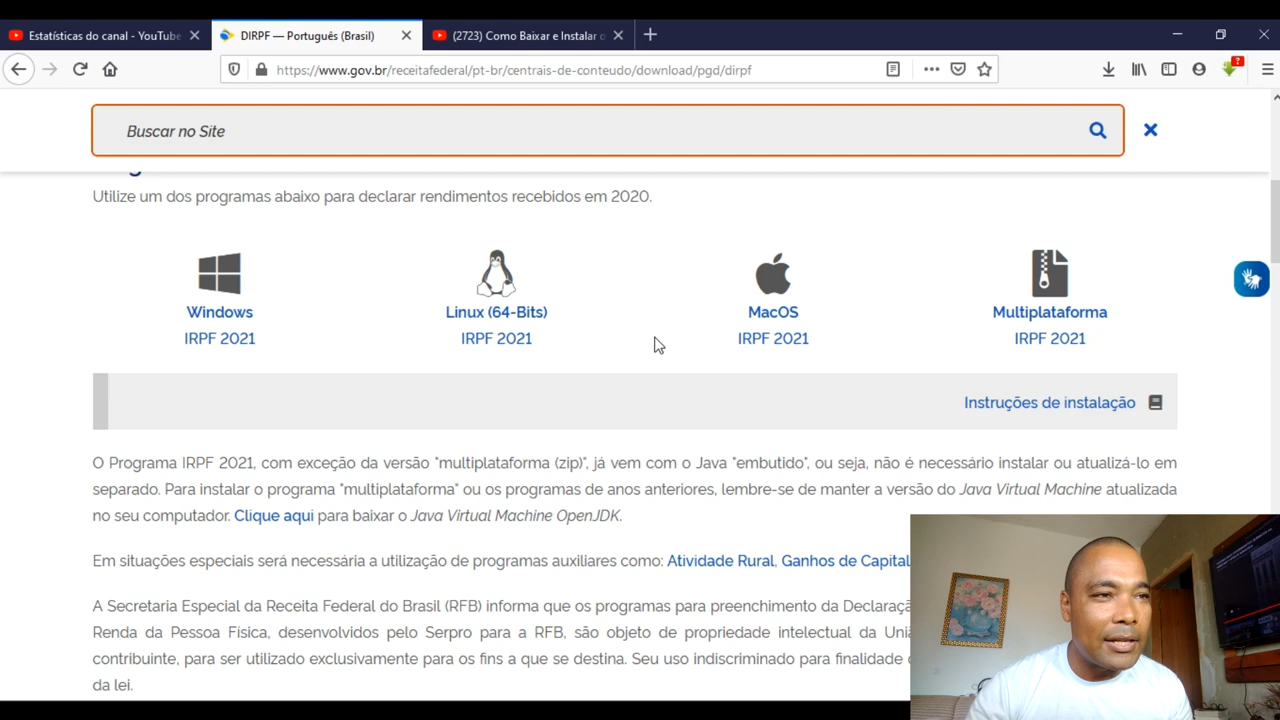 Estatísticas do canal - YouTube
DIRPF — Português (Brasil)
(2723) Como Baixar e Instalar o
https://www.gov.br/receitafederal/pt-br/centrais-de-conteudo/download/pgd/dirpf
Buscar no Site
Utilize um dos programas abaixo para declarar rendimentos recebidos em 2020.
Windows
IRPF 2021
Linux (64-Bits)
IRPF 2021
MacOS
IRPF 2021
Multiplataforma
IRPF 2021
Instruções de instalação
O Programa IRPF 2021, com exceção da versão "multiplataforma (zip)", já vem com o Java "embutido", ou seja, não é necessário instalar ou atualizá-lo em
separado. Para instalar o programa "multiplataforma" ou os programas de anos anteriores, lembre-se de manter a versão do Java Virtual Machine atualizada
no seu computador. Clique aqui para baixar o Java Virtual Machine OpenJDK.
Em situações especiais será necessária a utilização de programas auxiliares como: Atividade Rural, Ganhos de Capital
A Secretaria Especial da Receita Federal do Brasil (RFB) informa que os programas para preenchimento da Declaraçã
Renda da Pessoa Física, desenvolvidos pelo Serpro para a RFB, são objeto de propriedade intelectual da Uniã
contribuinte, para ser utilizado exclusivamente para os fins a que se destina. Seu uso indiscriminado para finalidade
da lei.